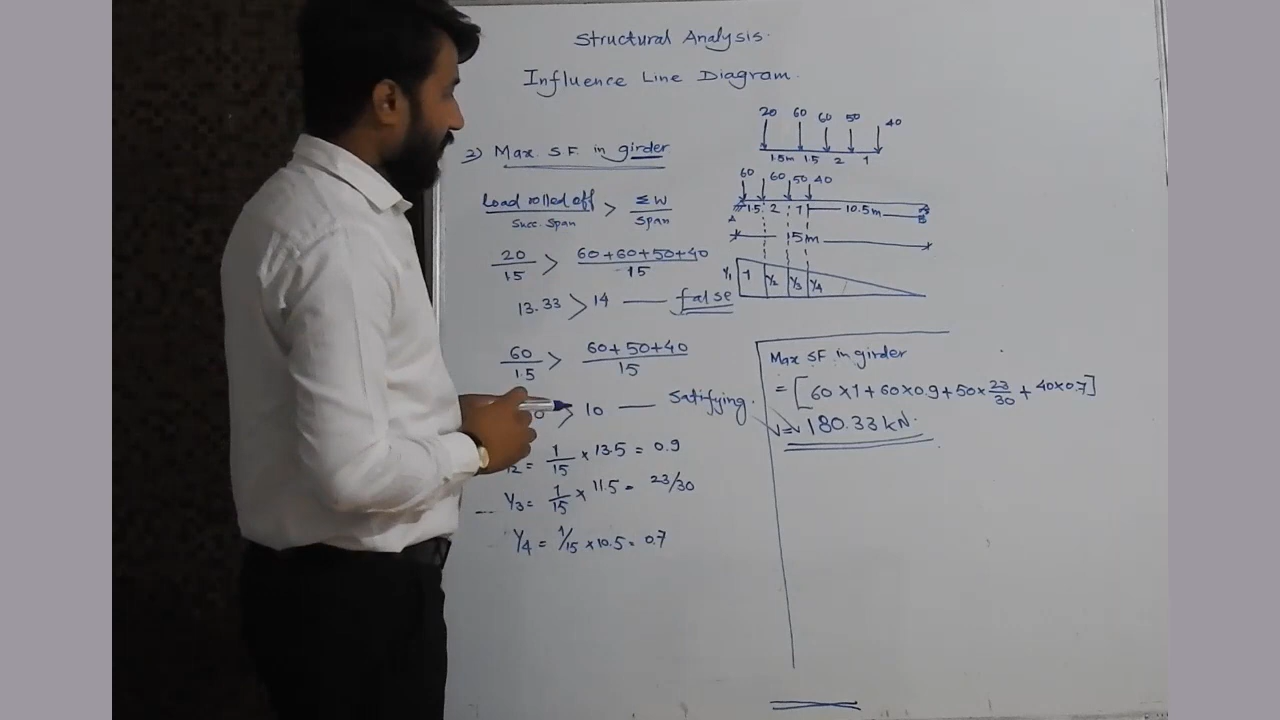 Structural Analysis.
Influence Line Diagram.
2) Max. S.F. in girder
Load rolled off / Succ. Span > ΣW / Span
20 / 1.5 > 60+60+50+40 / 15
13.33 > 14 — false
60 / 1.5 > 60+50+40 / 15
0 > 10 — Satisfying.
Y2 = 1/15 × 13.5 = 0.9
Y3 = 1/15 × 11.5 = 23/30
Y4 = 1/15 × 10.5 = 0.7
20 60 60 50 40
1.5m 1.5 2 1
60 60 50 40
1.5 2 1 10.5m
A B
15m
Y1 1 Y2 Y3 Y4
Max SF in girder
= [60×1+60×0.9+50×23/30+40×0.7]
= 180.33 kN.